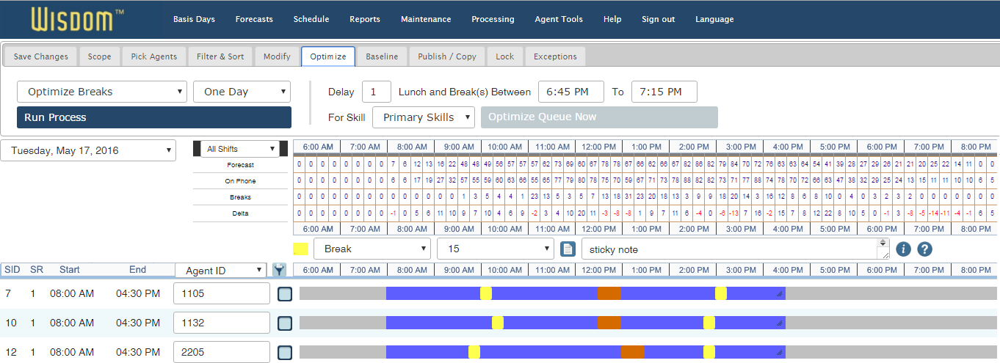 WISDOM™
Basis Days Forecasts Schedule Reports Maintenance Processing Agent Tools Help Sign out Language
Save Changes Scope Pick Agents Filter & Sort Modify Optimize Baseline Publish / Copy Lock Exceptions
Optimize Breaks One Day Delay 1 Lunch and Break(s) Between 6:45 PM To 7:15 PM
Run Process For Skill Primary Skills Optimize Queue Now
Tuesday, May 17, 2016 All Shifts 6:00 AM 7:00 AM 8:00 AM 9:00 AM 10:00 AM 11:00 AM 12:00 PM 1:00 PM 2:00 PM 3:00 PM 4:00 PM 5:00 PM 6:00 PM 7:00 PM 8:00 PM
Forecast 0 0 0 0 0 0 0 0 7 6 12 13 16 22 48 48 49 56 57 57 57 27 65 74 69 80 67 78 78 67 77 70 72 73 71 68 78 82 82 79 84 70 77 72 76 68 63 64 54 41 39 28 27 26 21 21 20 25 22 14 11 0 0
On Phone 0 0 0 0 0 0 0 0 6 6 17 19 27 32 57 55 59 60 63 66 55 65 77 79 80 78 75 70 59 67 71 73 78 88 82 82 73 71 77 88 74 78 73 78 70 72 66 63 47 38 32 29 25 24 13 15 11 11 10 10 6 5
Breaks 0 0 0 0 0 0 0 0 0 0 0 0 0 0 1 3 5 4 4 1 23 13 5 3 5 7 13 18 31 23 20 18 13 3 9 9 18 20 14 3 16 12 8 6 8 10 0 4 0 3 2 3 2 0 0 0 0 0 0 0
Delta 0 0 0 0 0 0 0 0 -1 0 5 6 11 10 9 7 10 4 6 9 -2 3 4 10 20 11 -3 -8 -8 1 9 7 11 6 -4 0 -6 -13 7 16 -2 15 7 8 12 22 8 10 5 0 -1 3 -8 -5 -14 -11 -4 -1 6 5
6:00 AM 7:00 AM 8:00 AM 9:00 AM 10:00 AM 11:00 AM 12:00 PM 1:00 PM 2:00 PM 3:00 PM 4:00 PM 5:00 PM 6:00 PM 7:00 PM 8:00 PM
Break 15 sticky note i ?
SID SR Start End Agent ID 6:00 AM 7:00 AM 8:00 AM 9:00 AM 10:00 AM 11:00 AM 12:00 PM 1:00 PM 2:00 PM 3:00 PM 4:00 PM 5:00 PM 6:00 PM 7:00 PM 8:00 PM
7 1 08:00 AM 04:30 PM 1105
10 1 08:00 AM 04:30 PM 1132
12 1 08:00 AM 04:30 PM 2205